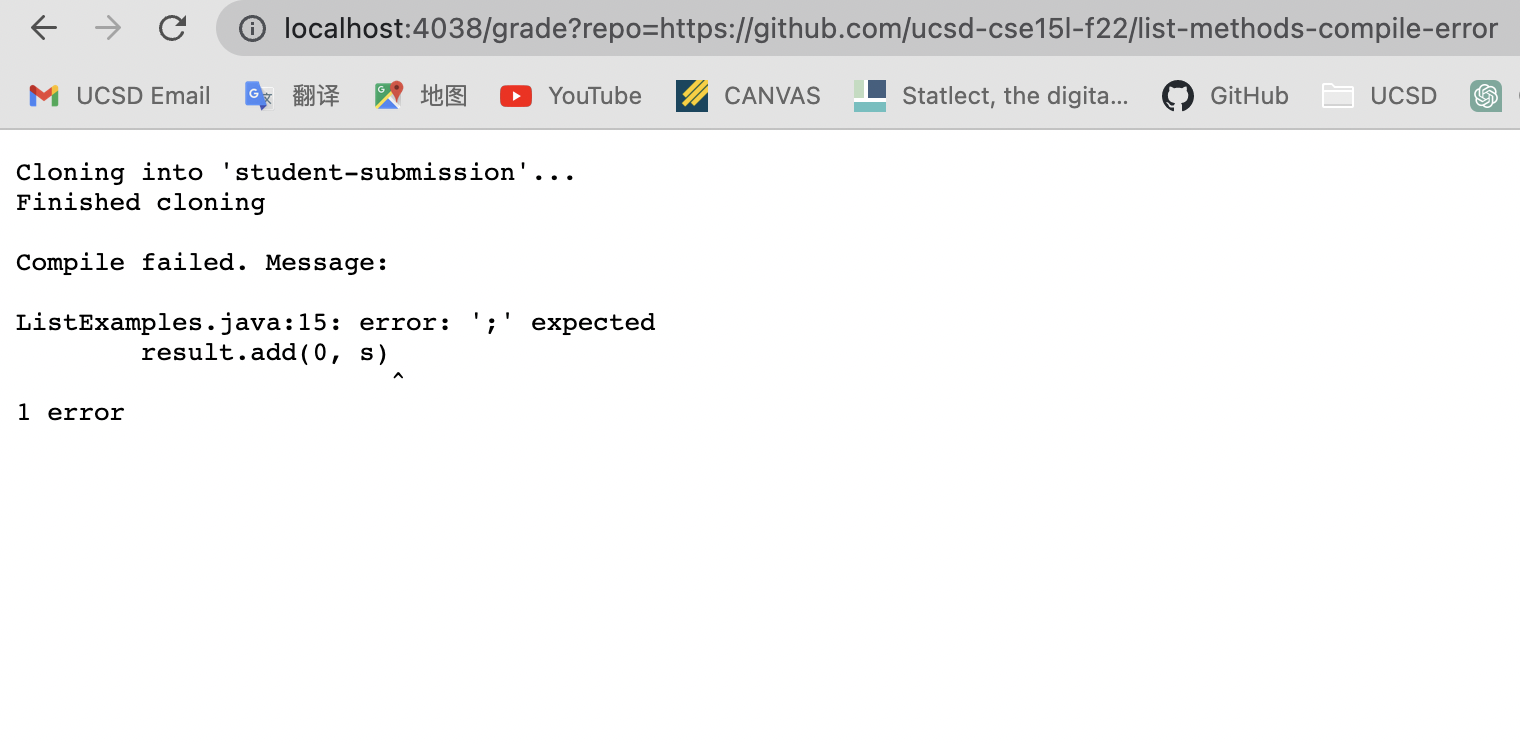 localhost:4038/grade?repo=https://github.com/ucsd-cse15l-f22/list-methods-compile-error
UCSD Email 翻译 地图 YouTube CANVAS Statlect, the digita... GitHub UCSD
Cloning into 'student-submission'...
Finished cloning
Compile failed. Message:
ListExamples.java:15: error: ';' expected
result.add(0, s)
^
1 error